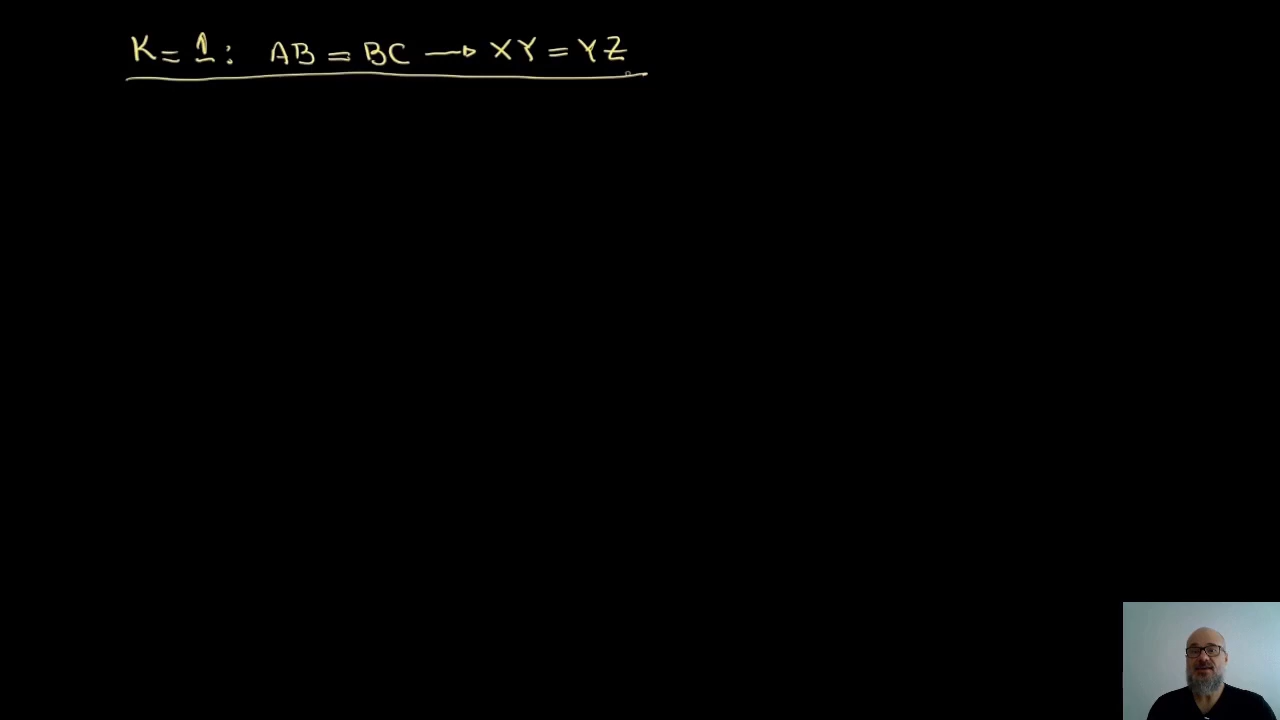 K = 1 : AB = BC → XY = YZ